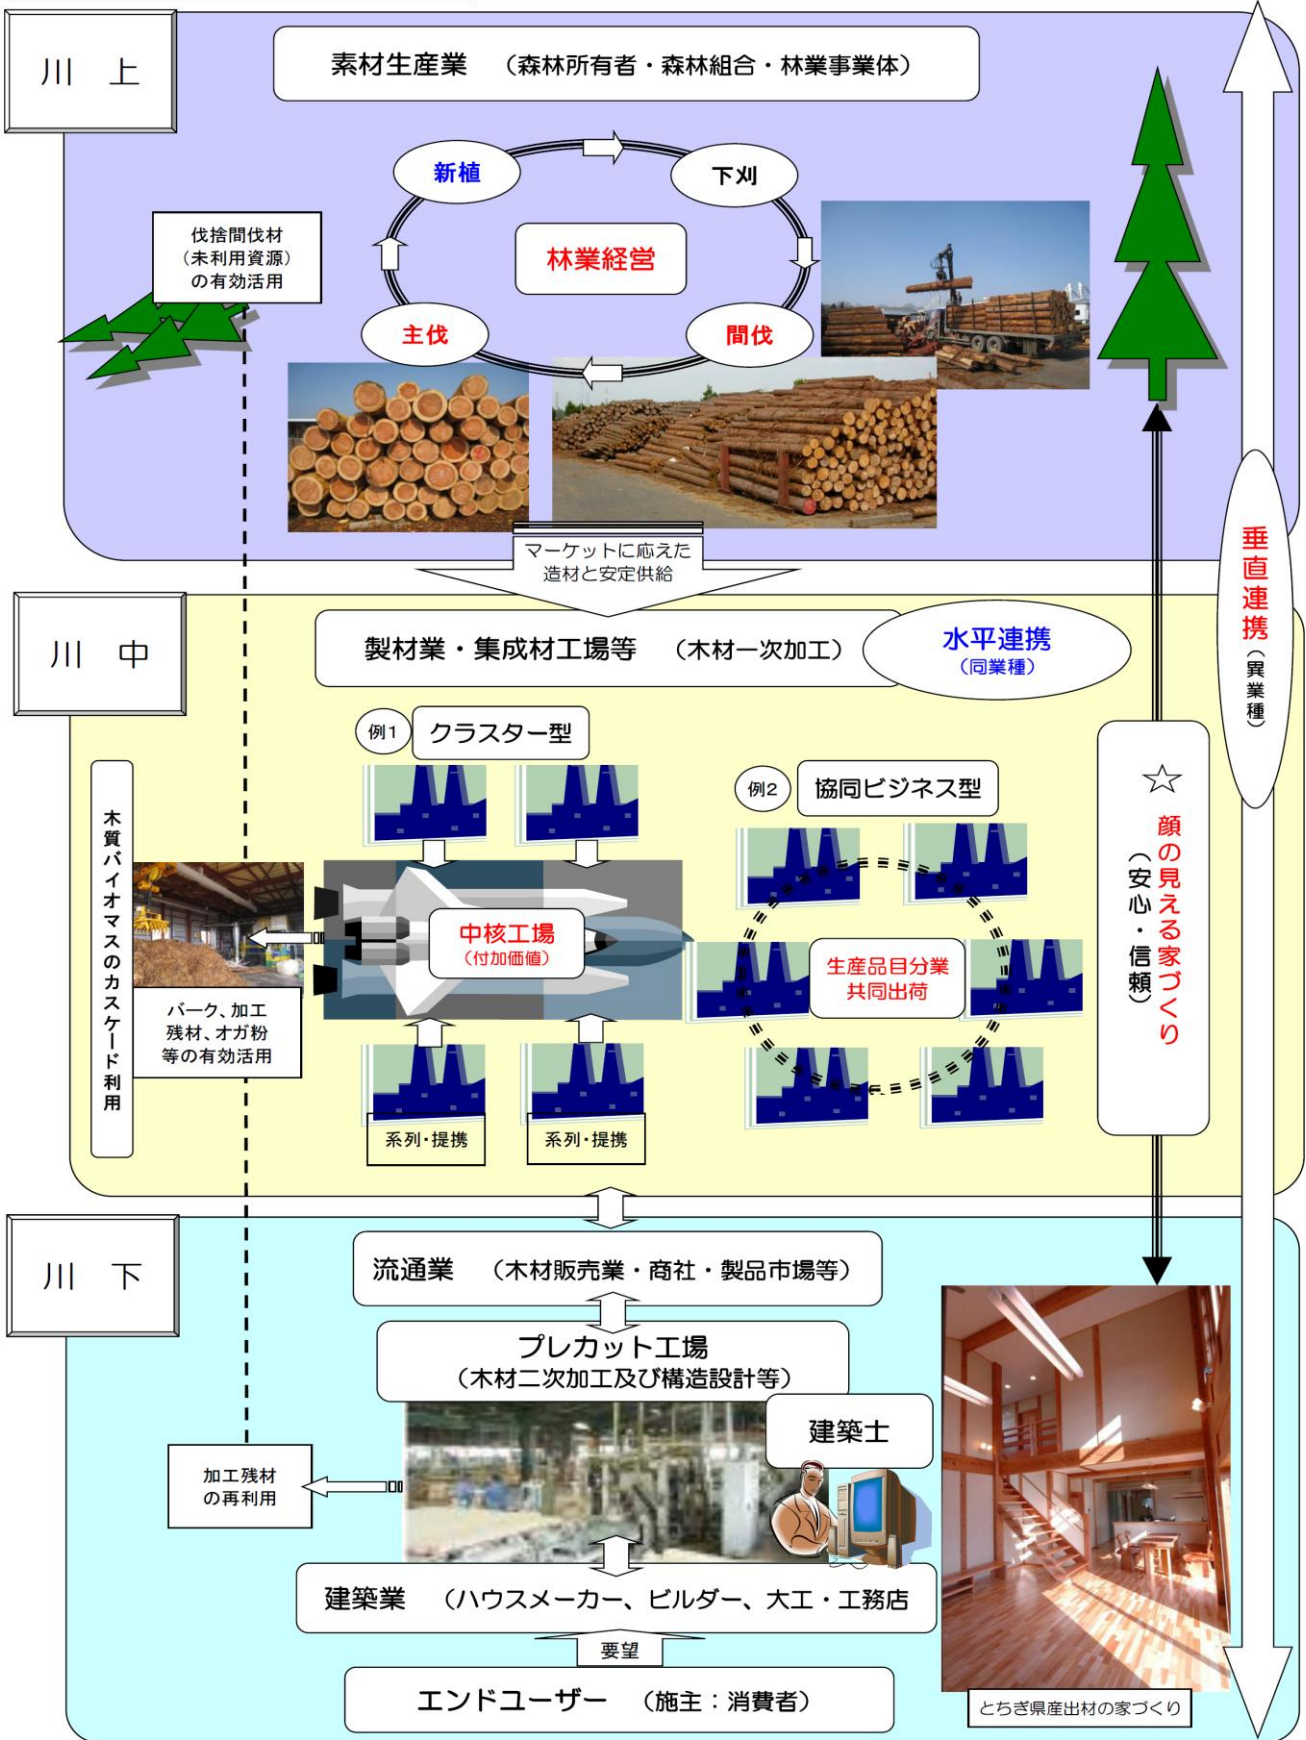 川　上
素材生産業　（森林所有者・森林組合・林業事業体）
新植
下刈
林業経営
主伐
間伐
伐捨間伐材
（未利用資源）
の有効活用
マーケットに応えた
造材と安定供給
垂直連携（異業種）
川　中
製材業・集成材工場等　（木材一次加工）
水平連携
（同業種）
例1
クラスター型
例2
協同ビジネス型
木質バイオマスのカスケード利用
中核工場
（付加価値）
生産品目分業
共同出荷
バーク、加工
残材、オガ粉
等の有効活用
系列・提携
系列・提携
☆　顔の見える家づくり
（安心・信頼）
川　下
流通業　（木材販売業・商社・製品市場等）
プレカット工場
（木材二次加工及び構造設計等）
建築士
加工残材
の再利用
建築業　（ハウスメーカー、ビルダー、大工・工務店
要望
エンドユーザー　（施主：消費者）
とちぎ県産出材の家づくり